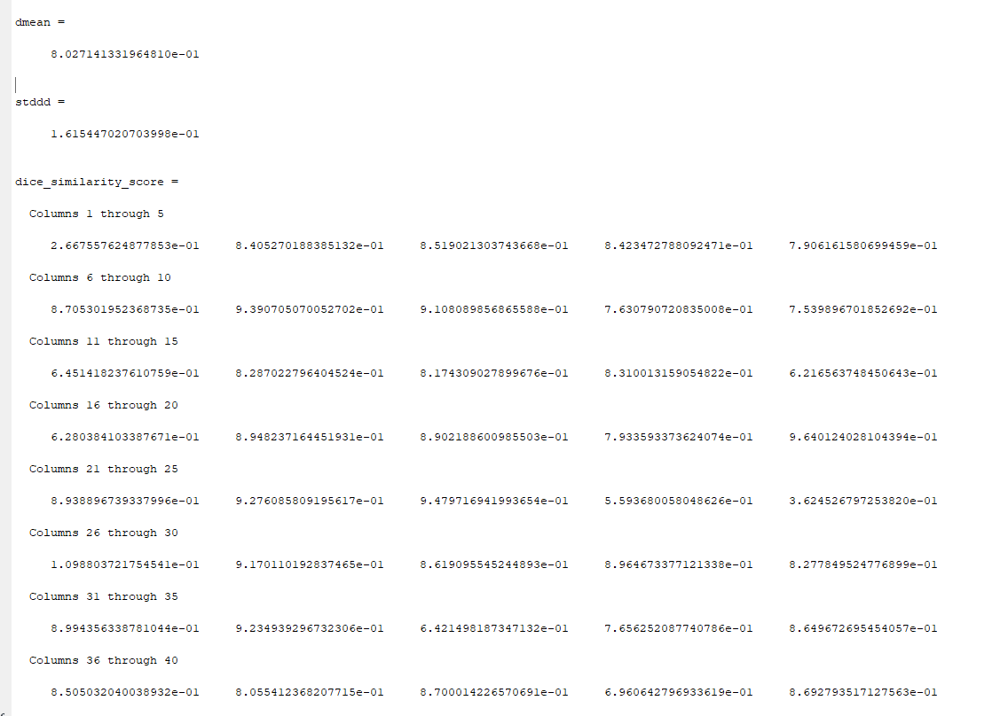 dmean =
8.027141331964810e-01
stddd =
1.615447020703998e-01
dice_similarity_score =
Columns 1 through 5
2.667557624877853e-01 8.405270188385132e-01 8.519021303743668e-01 8.423472788092471e-01 7.906161580699459e-01
Columns 6 through 10
8.705301952368735e-01 9.390705070052702e-01 9.108089856865588e-01 7.630790720835008e-01 7.539896701852692e-01
Columns 11 through 15
6.451418237610759e-01 8.287022796404524e-01 8.174309027899676e-01 8.310013159054822e-01 6.216563748450643e-01
Columns 16 through 20
6.280384103387671e-01 8.948237164451931e-01 8.902188600985503e-01 7.933593373624074e-01 9.640124028104394e-01
Columns 21 through 25
8.938896739337996e-01 9.276085809195617e-01 9.479716941993654e-01 5.593680058048626e-01 3.624526797253820e-01
Columns 26 through 30
1.098803721754541e-01 9.170110192837465e-01 8.619095545244893e-01 8.964673377121338e-01 8.277849524776899e-01
Columns 31 through 35
8.994356338781044e-01 9.234939296732306e-01 6.421498187347132e-01 7.656252087740786e-01 8.649672695454057e-01
Columns 36 through 40
8.505032040038932e-01 8.055412368207715e-01 8.700014226570691e-01 6.960642796933619e-01 8.692793517127563e-01